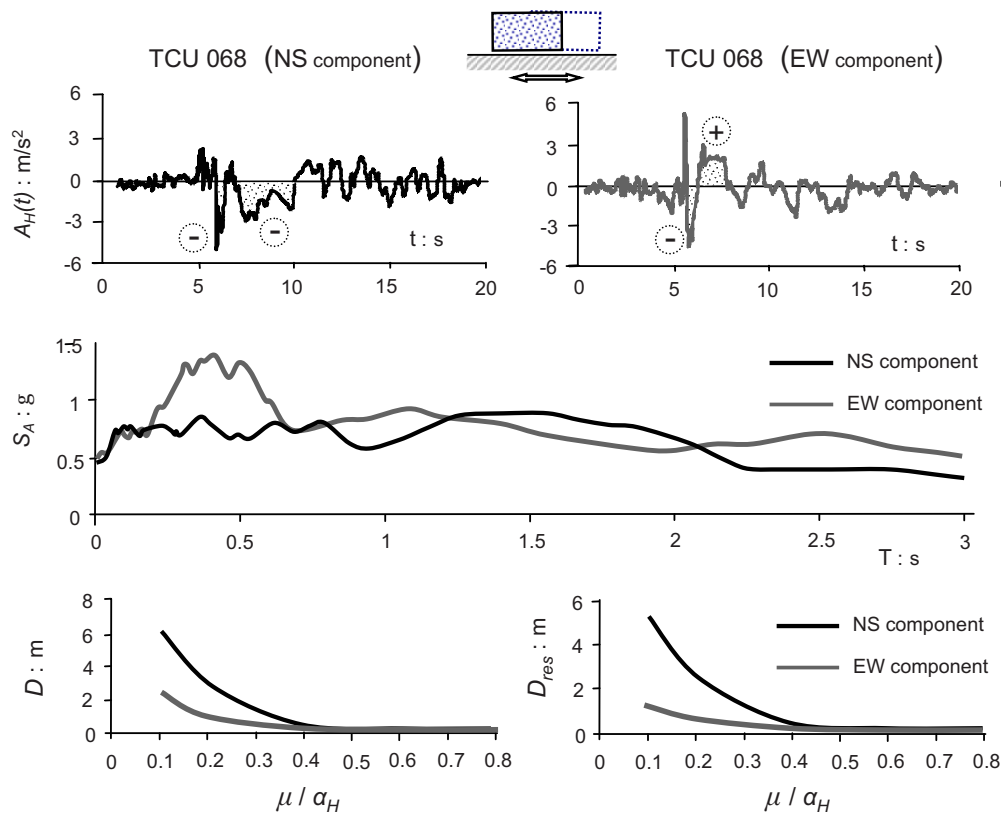 TCU 068 (NS component)
TCU 068 (EW component)
6
3
0
-3
-6
A_H(t) : m/s²
-
-
t : s
0 5 10 15 20
6
3
0
-3
-6
+
-
t : s
0 5 10 15 20
1.5
1
0.5
0
S_A : g
NS component
EW component
0 0.5 1 1.5 2 2.5 3
T : s
8
6
4
2
0
D : m
0 0.1 0.2 0.3 0.4 0.5 0.6 0.7 0.8
μ / α_H
6
4
2
0
D_res : m
NS component
EW component
0 0.1 0.2 0.3 0.4 0.5 0.6 0.7 0.8
μ / α_H